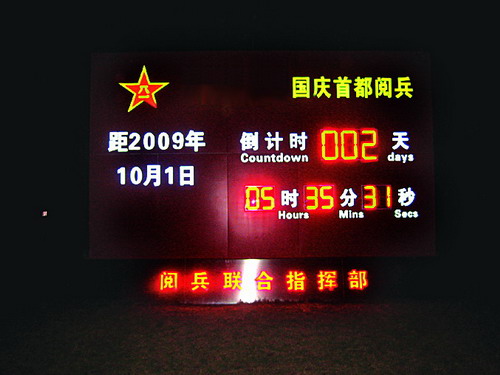 八一
国庆首都阅兵
距2009年
10月1日
倒计时 002 天
Countdown days
05 时 35 分 31 秒
Hours Mins Secs
阅兵联合指挥部